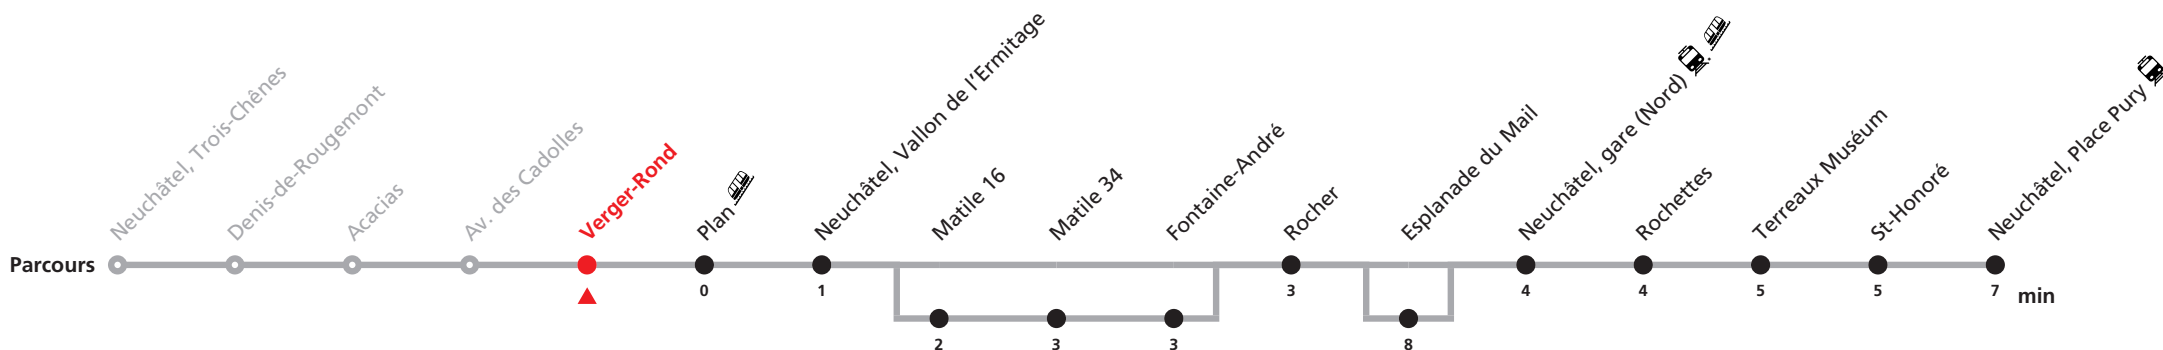 Neuchâtel, Trois-Chênes
Denis-de-Rougemont
Acacias
Av. des Cadolles
Verger-Rond
Plan
Neuchâtel, Vallon de l'Ermitage
Matile 16
Matile 34
Fontaine-André
Rocher
Esplanade du Mail
Neuchâtel, gare (Nord)
Rochettes
Terreaux Muséum
St-Honoré
Neuchâtel, Place Pury
Parcours
0 1 3 4 4 5 5 7 min
2 3 3 8